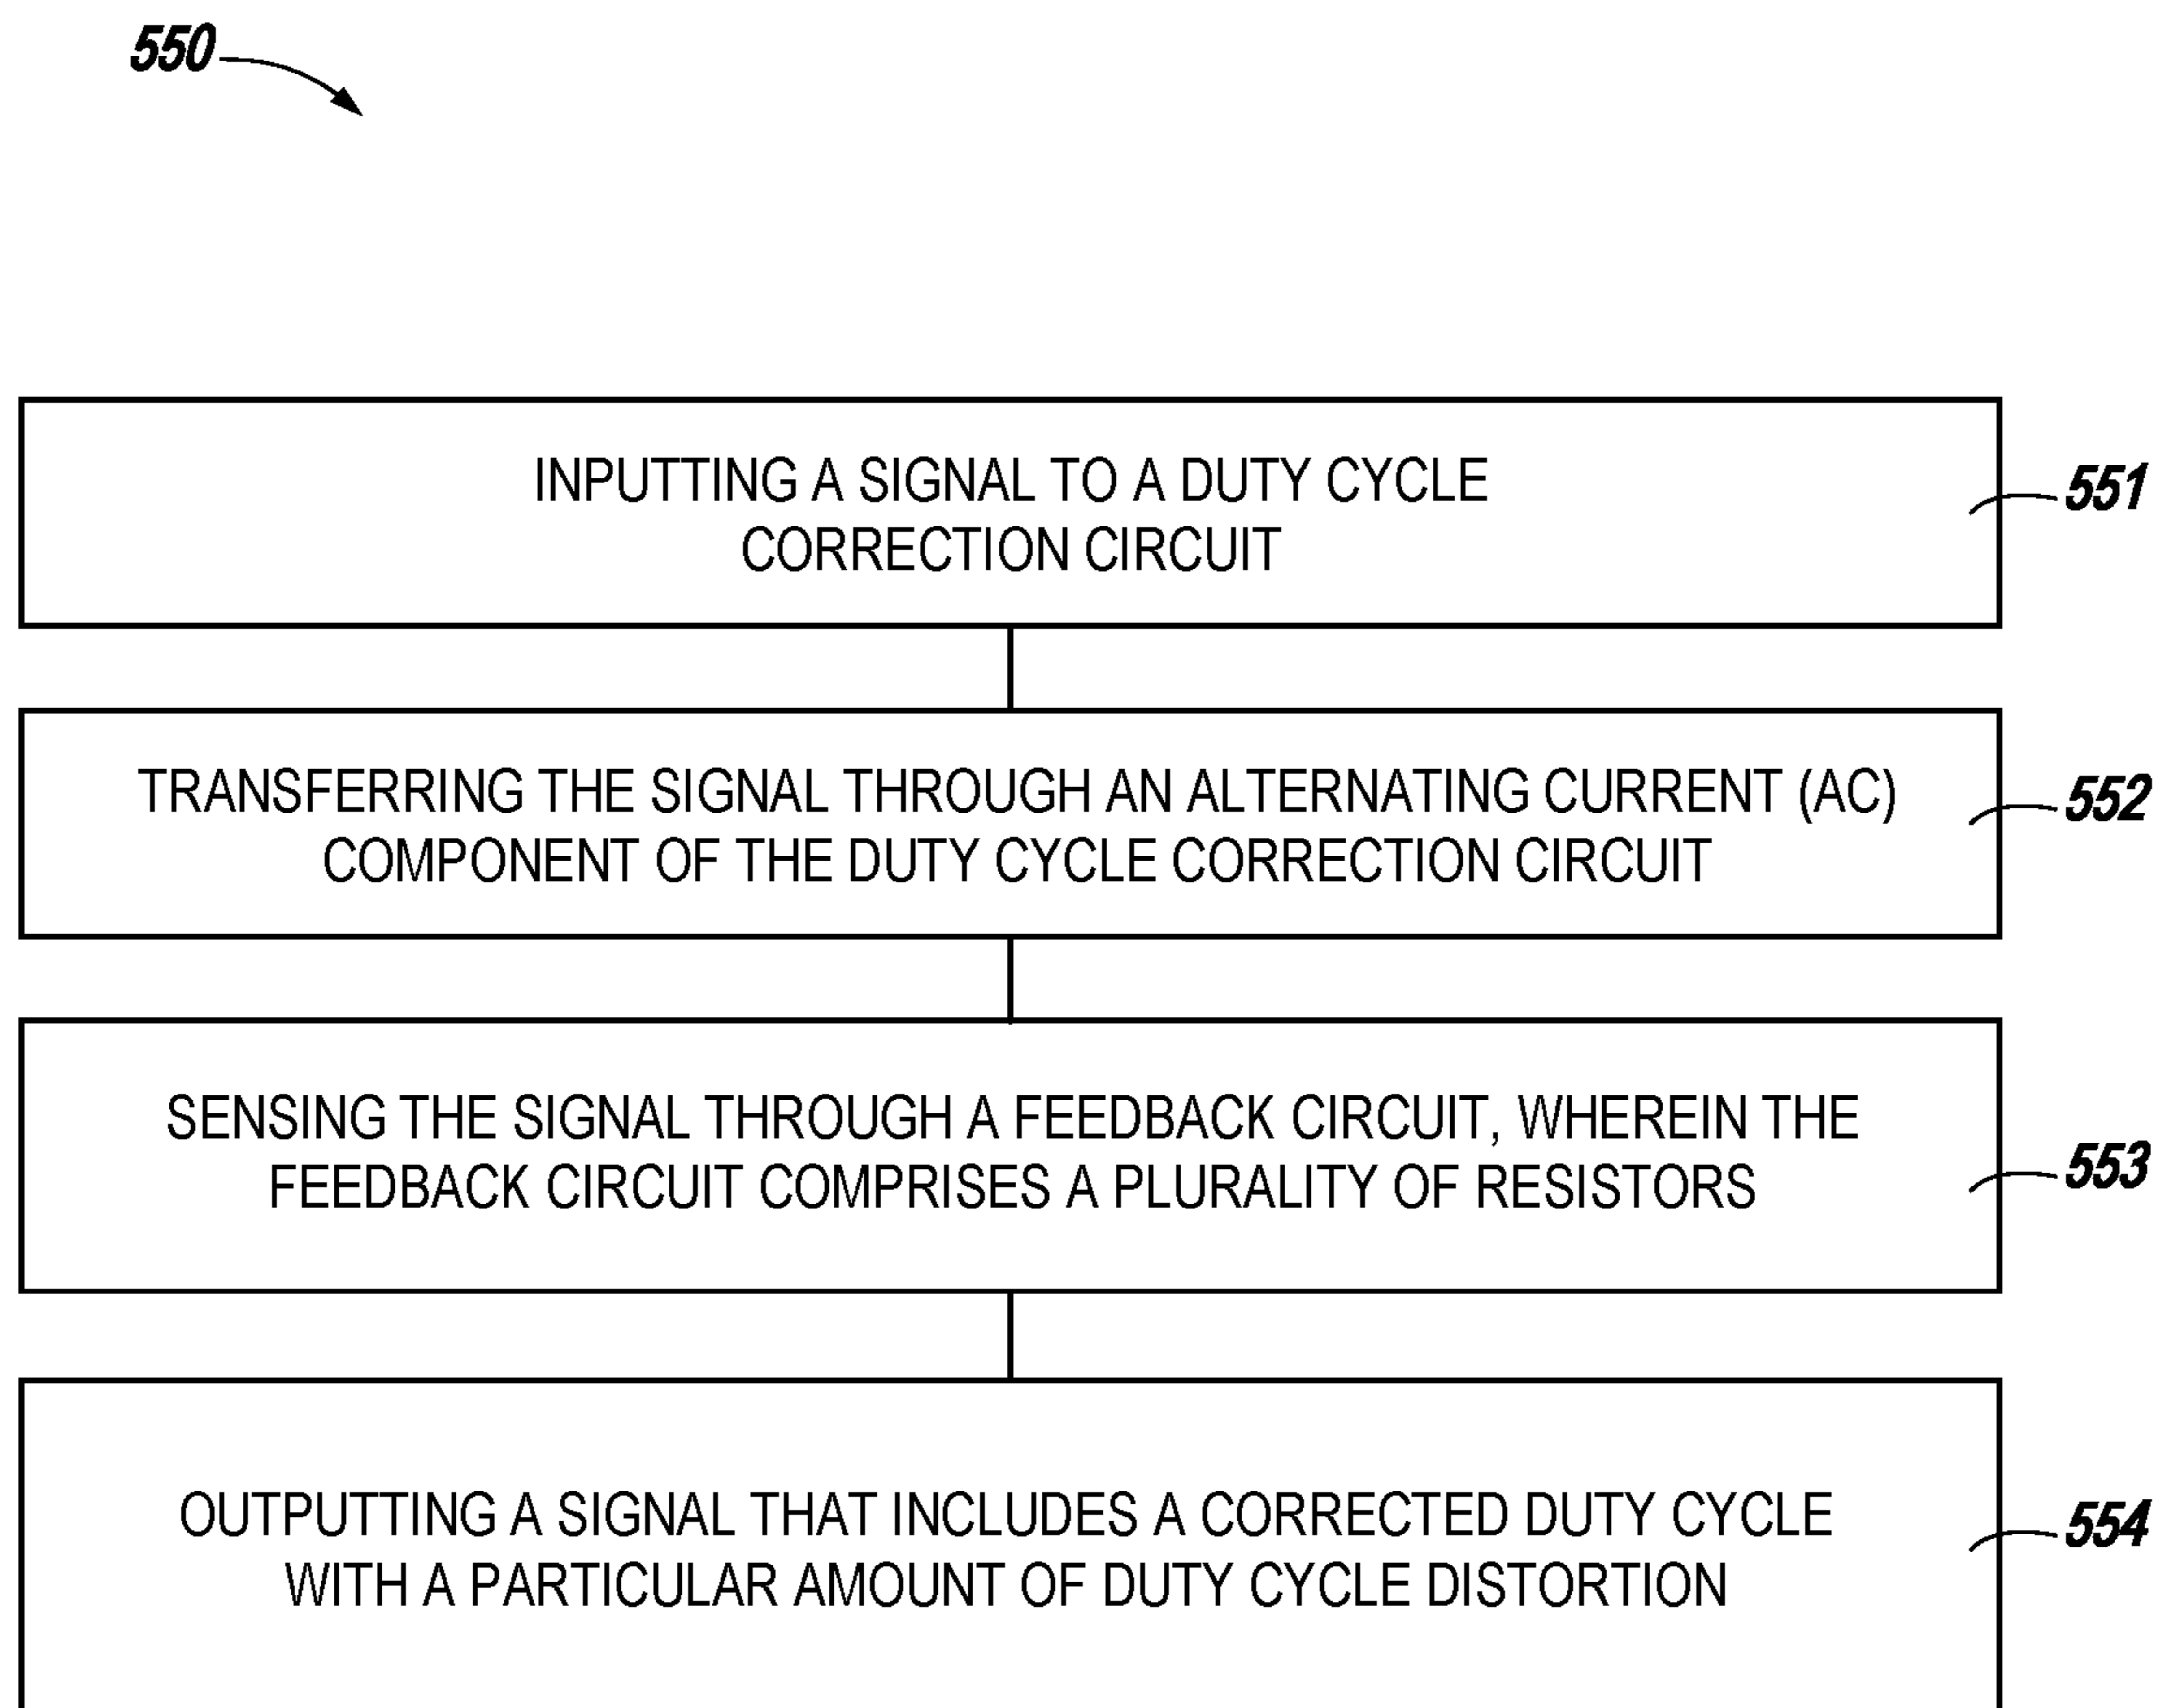 550
INPUTTING A SIGNAL TO A DUTY CYCLE
CORRECTION CIRCUIT
551
TRANSFERRING THE SIGNAL THROUGH AN ALTERNATING CURRENT (AC)
COMPONENT OF THE DUTY CYCLE CORRECTION CIRCUIT
552
SENSING THE SIGNAL THROUGH A FEEDBACK CIRCUIT, WHEREIN THE
FEEDBACK CIRCUIT COMPRISES A PLURALITY OF RESISTORS
553
OUTPUTTING A SIGNAL THAT INCLUDES A CORRECTED DUTY CYCLE
WITH A PARTICULAR AMOUNT OF DUTY CYCLE DISTORTION
554